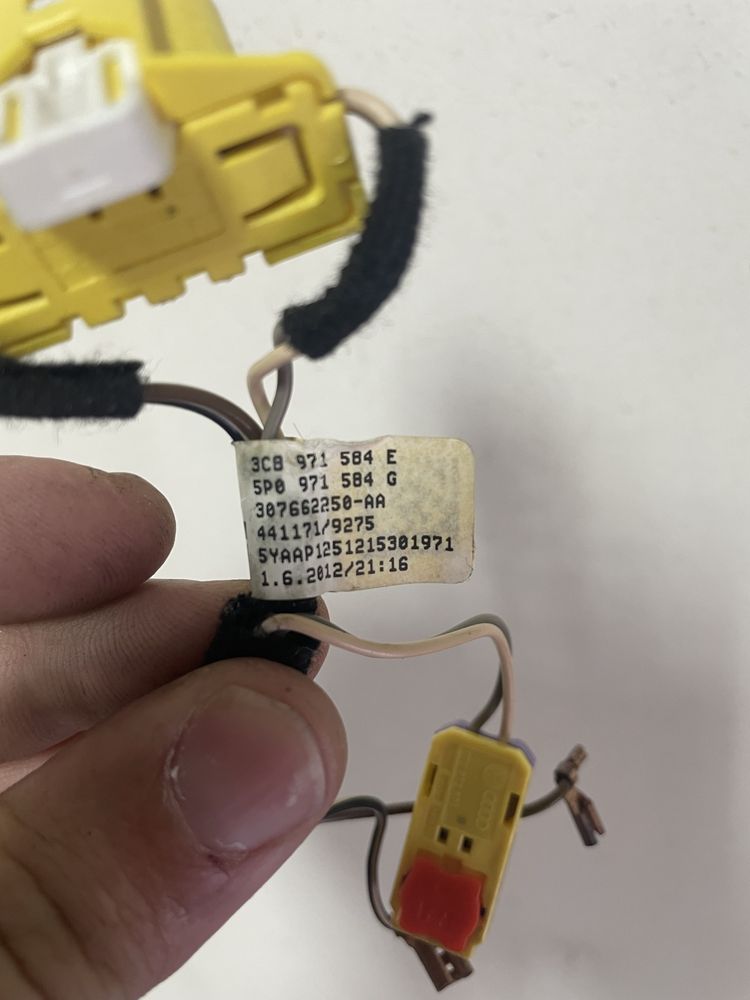 3C8 971 584 E
5P0 971 584 G
307662250-AA
441171/9275
5YAAP1251215301971
1.6.2012/21:16